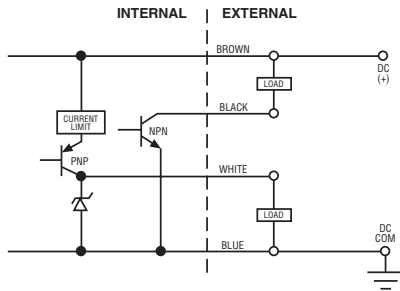 INTERNAL EXTERNAL
BROWN
DC
(+)
LOAD
BLACK
CURRENT
LIMIT
NPN
PNP
WHITE
LOAD
DC
COM
BLUE